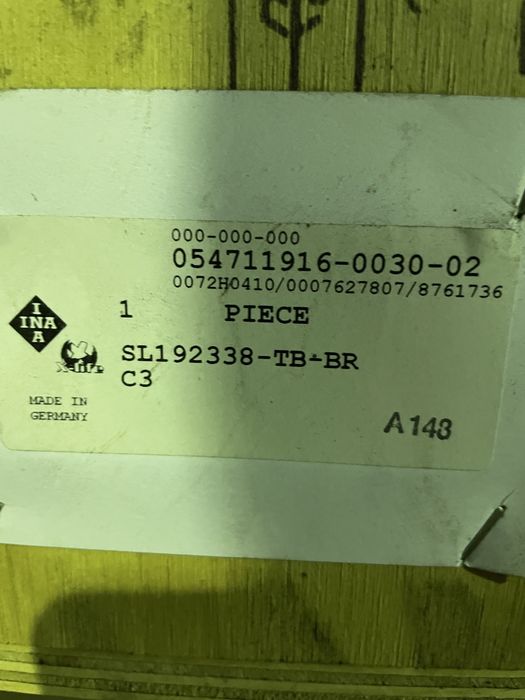 000-000-000
054711916-0030-02
0072H0410/0007627807/8761736
1 PIECE
I
INA
A
SL192338-TB-BR
C3
X-life
MADE IN
GERMANY
A148